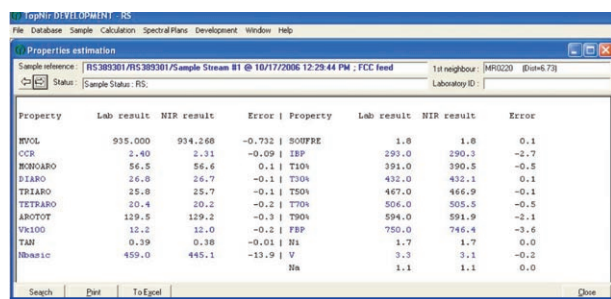 TopNir DEVELOPMENT - RS
File Database Sample Calculation Spectral Plans Development Window Help
Properties estimation
Sample reference : RS389301/RS389301/Sample Stream #1 @ 10/17/2006 12:29:44 PM ; FCC feed 1st neighbour : MR0220 (Dist=6.73)
Status : Sample Status : RS; Laboratory ID :
Property Lab result NIR result Error | Property Lab result NIR result Error
MVOL 935.000 934.268 -0.732 | SOUFRE 1.8 1.8 0.1
CCR 2.40 2.31 -0.09 | IBP 293.0 290.3 -2.7
MONOARO 56.5 56.6 0.1 | T10% 391.0 390.5 -0.5
DIARO 26.8 26.7 -0.1 | T30% 432.0 432.1 0.1
TRIARO 25.8 25.7 -0.1 | T50% 467.0 466.9 -0.1
TETRARO 20.4 20.2 -0.2 | T70% 506.0 505.5 -0.5
AROTOT 129.5 129.2 -0.3 | T90% 594.0 591.9 -2.1
Vk100 12.2 12.0 -0.2 | FBP 750.0 746.4 -3.6
TAN 0.39 0.38 -0.01 | Ni 1.7 1.7 0.0
Nbasic 459.0 445.1 -13.9 | V 3.3 3.1 -0.2
Na 1.1 1.1 0.0
Search Print To Excel Close